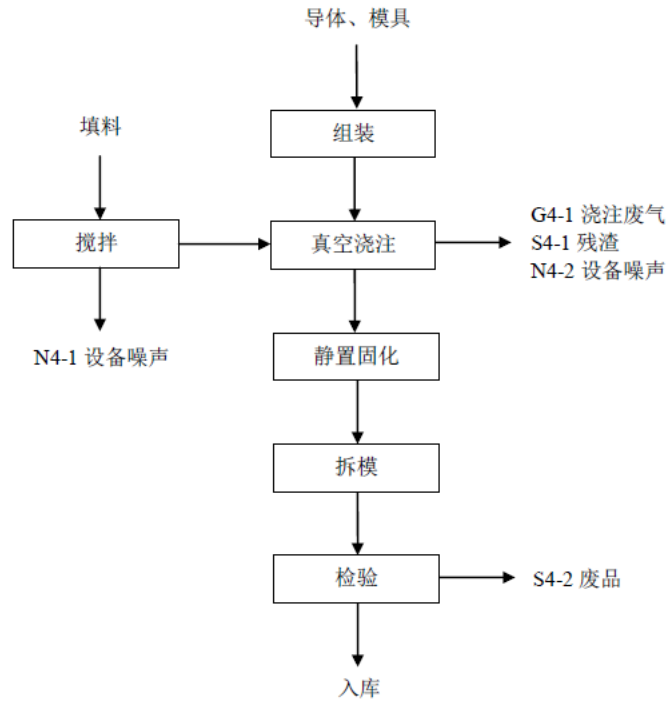 导体、模具
填料
组装
搅拌
真空浇注
G4-1 浇注废气
S4-1 残渣
N4-2 设备噪声
N4-1 设备噪声
静置固化
拆模
检验
S4-2 废品
入库